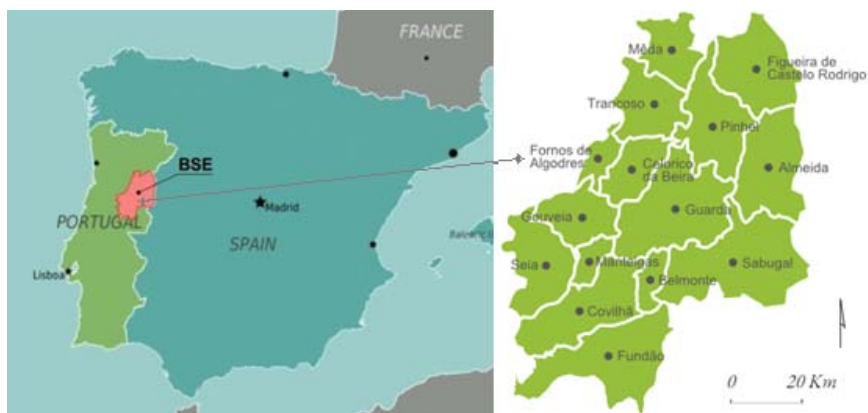 FRANCE
BSE
PORTUGAL
Madrid
SPAIN
Lisboa
Mêda
Figueira de
Castelo Rodrigo
Trancoso
Pinhel
Fornos de
Algodres
Celorico
da Beira
Almeida
Gouveia
Guarda
Seia
Manteigas
Sabugal
Belmonte
Covilhã
Fundão
0 20 Km